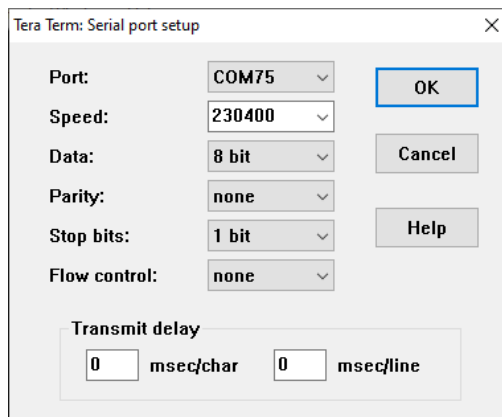 Tera Term: Serial port setup
Port: COM75
OK
Speed: 230400
Data: 8 bit
Cancel
Parity: none
Stop bits: 1 bit
Help
Flow control: none
Transmit delay
0 msec/char 0 msec/line